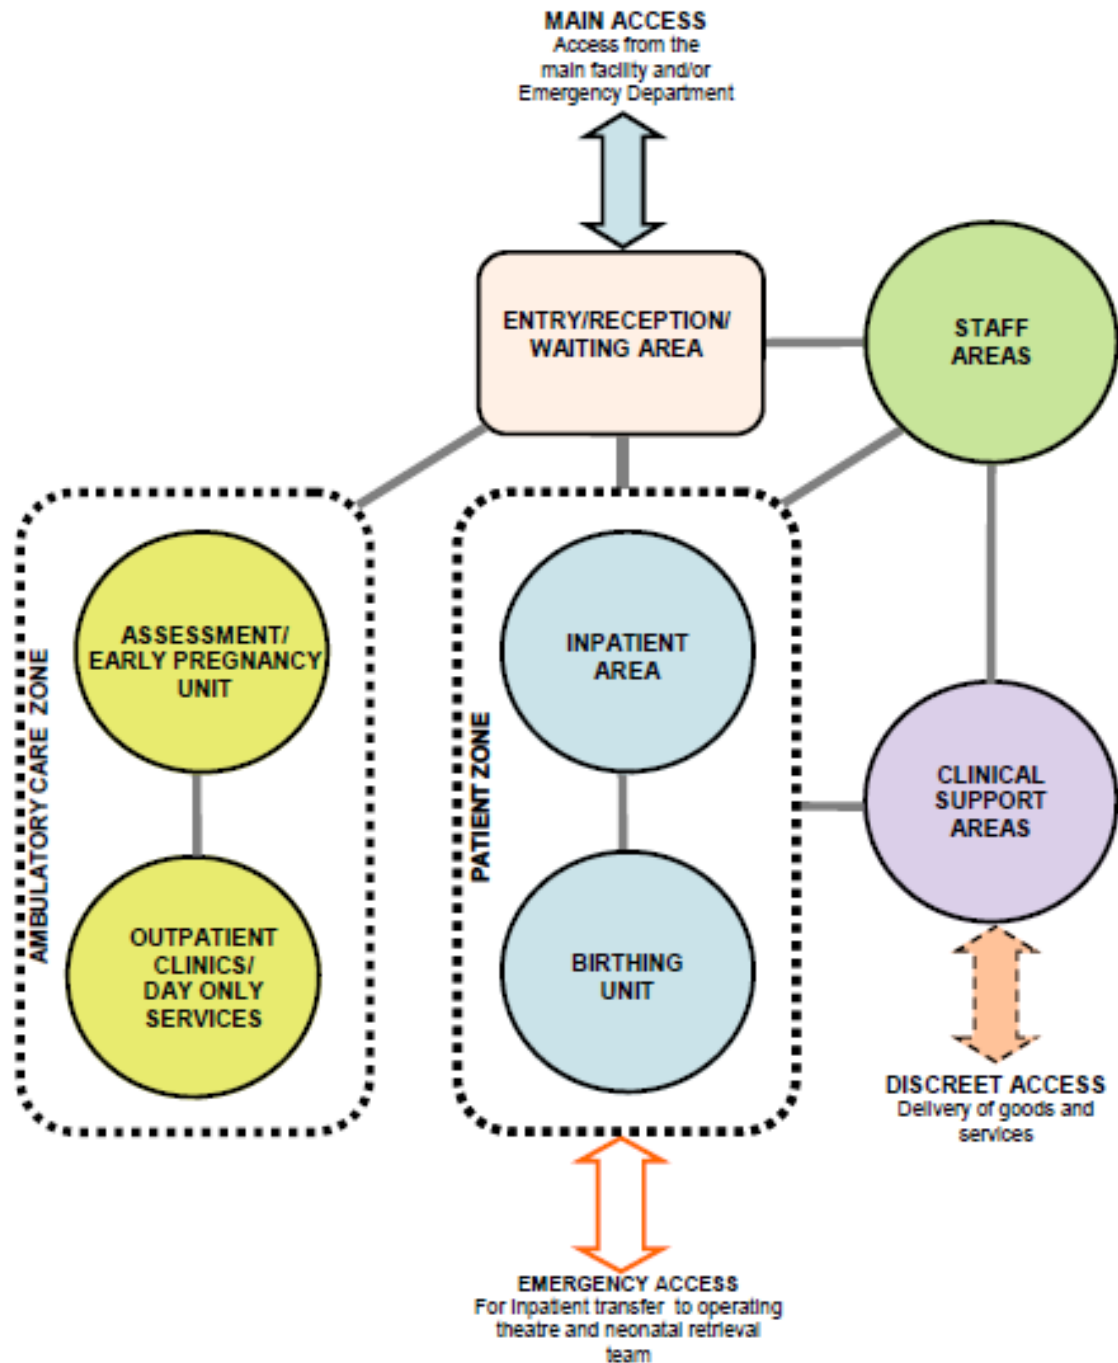 MAIN ACCESS
Access from the
main facility and/or
Emergency Department
ENTRY/RECEPTION/
WAITING AREA
STAFF
AREAS
AMBULATORY CARE ZONE
ASSESSMENT/
EARLY PREGNANCY
UNIT
OUTPATIENT
CLINICS/
DAY ONLY
SERVICES
PATIENT ZONE
INPATIENT
AREA
BIRTHING
UNIT
CLINICAL
SUPPORT
AREAS
DISCREET ACCESS
Delivery of goods and
services
EMERGENCY ACCESS
For Inpatient transfer to operating
theatre and neonatal retrieval
team